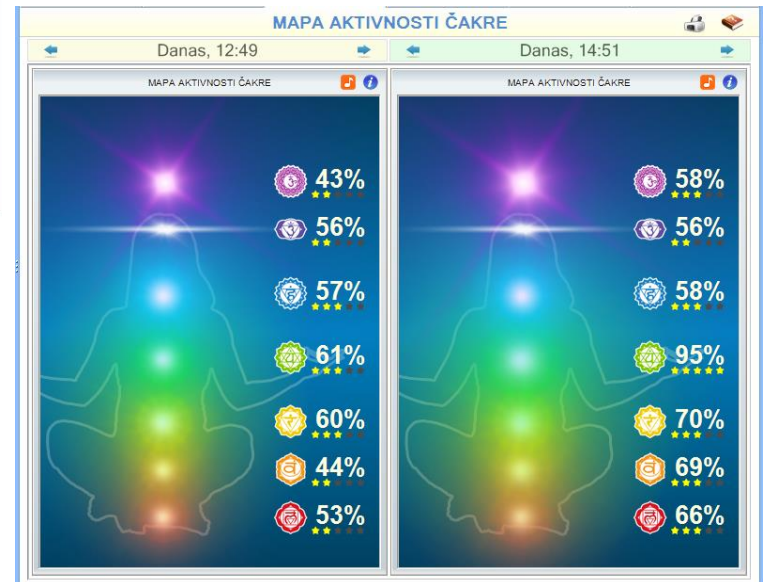 MAPA AKTIVNOSTI ČAKRE
Danas, 12:49
MAPA AKTIVNOSTI ČAKRE
43%
56%
57%
61%
60%
44%
53%
Danas, 14:51
MAPA AKTIVNOSTI ČAKRE
58%
56%
58%
95%
70%
69%
66%